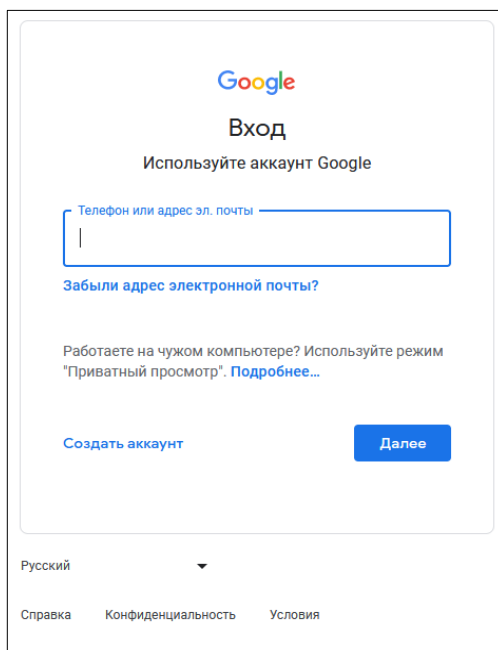 Google
Вход
Используйте аккаунт Google
Телефон или адрес эл. почты
Забыли адрес электронной почты?
Работаете на чужом компьютере? Используйте режим
"Приватный просмотр". Подробнее...
Создать аккаунт Далее
Русский
Справка Конфиденциальность Условия